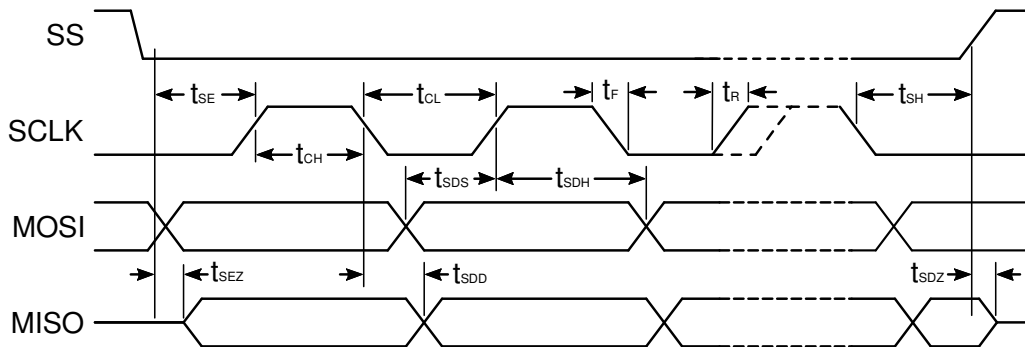 SS
tSE
tCL
tF
tR
tSH
SCLK
tCH
tSDS
tSDH
MOSI
tSEZ
tSDD
tSDZ
MISO